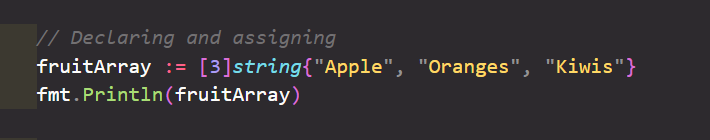 // Declaring and assigning
fruitArray := [3]string{"Apple", "Oranges", "Kiwis"}
fmt.Println(fruitArray)